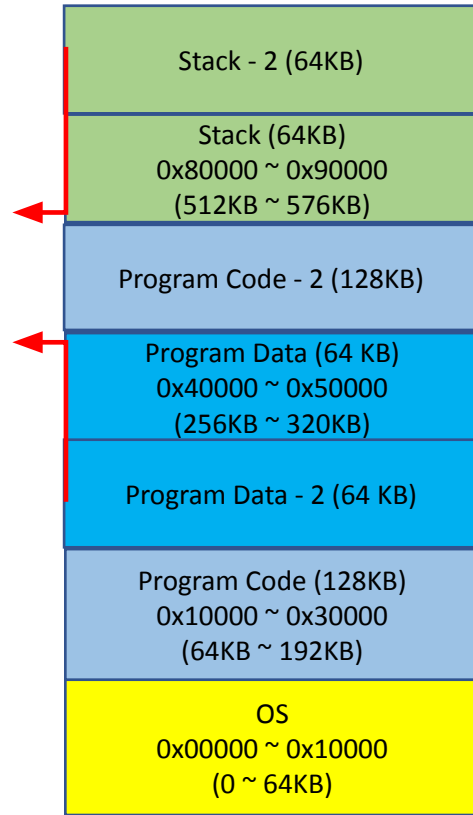 Stack - 2 (64KB)
Stack (64KB)
0x80000 ~ 0x90000
(512KB ~ 576KB)
Program Code - 2 (128KB)
Program Data (64 KB)
0x40000 ~ 0x50000
(256KB ~ 320KB)
Program Data - 2 (64 KB)
Program Code (128KB)
0x10000 ~ 0x30000
(64KB ~ 192KB)
OS
0x00000 ~ 0x10000
(0 ~ 64KB)